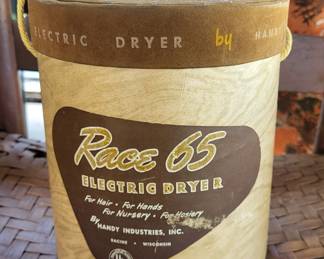 ELECTRIC DRYER by HANDY
Race 65
ELECTRIC DRYER
For Hair · For Hands
For Nursery · For Hosiery
By HANDY INDUSTRIES, INC.
RACINE · WISCONSIN